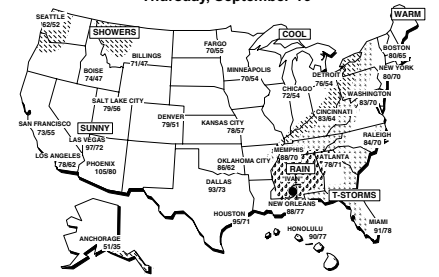 Thursday, September 16
SEATTLE
62/52
SHOWERS
WARM
COOL
FARGO
70/55
BILLINGS
71/47
BOISE
74/47
MINNEAPOLIS
70/54
BOSTON
80/65
DETROIT
76/54
NEW YORK
80/70
CHICAGO
72/54
WASHINGTON
83/70
SALT LAKE CITY
79/56
CINCINNATI
83/64
SAN FRANCISCO
73/55
SUNNY
DENVER
79/51
KANSAS CITY
78/57
RALEIGH
84/70
LAS VEGAS
97/72
LOS ANGELES
78/62
PHOENIX
105/80
OKLAHOMA CITY
86/62
MEMPHIS
88/70
ATLANTA
78/71
RAIN
"IVAN"
DALLAS
93/73
T-STORMS
NEW ORLEANS
88/77
HOUSTON
95/71
MIAMI
91/78
HONOLULU
90/77
ANCHORAGE
51/35